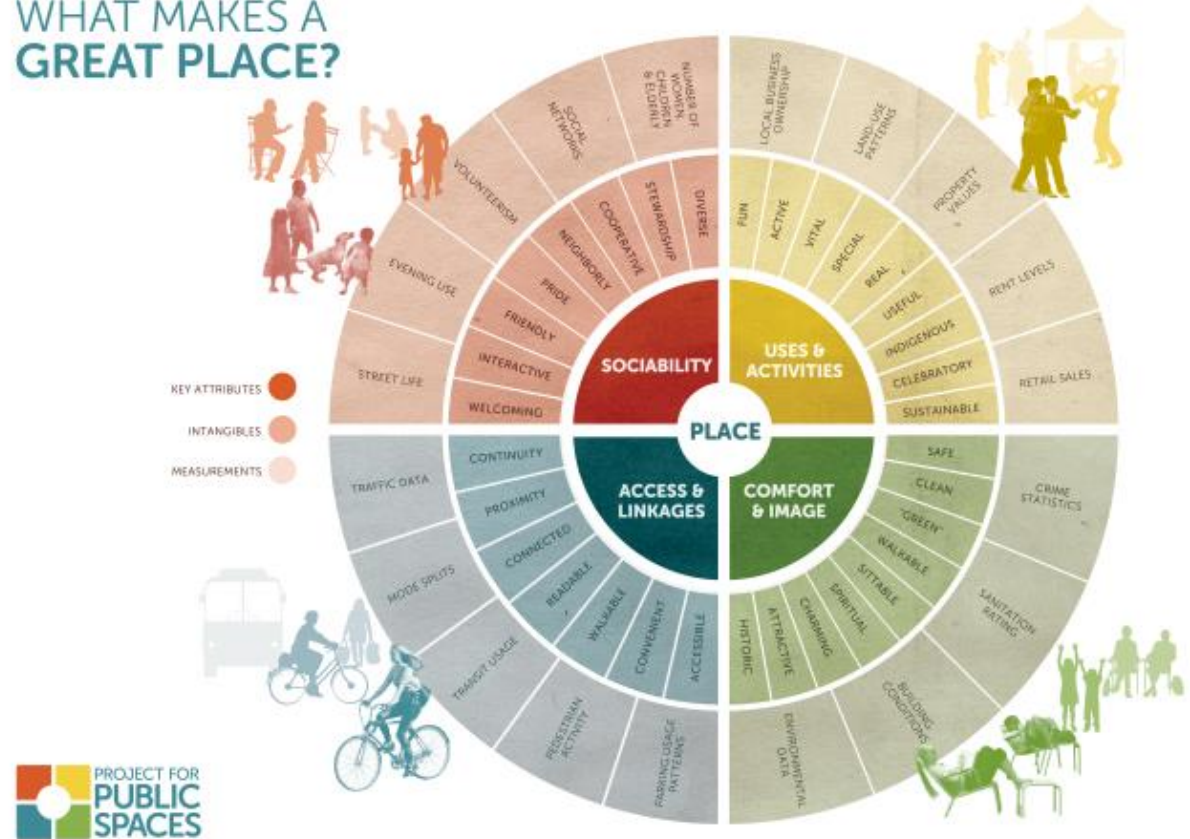 WHAT MAKES A
GREAT PLACE?
KEY ATTRIBUTES
INTANGIBLES
MEASUREMENTS
PLACE
SOCIABILITY
DIVERSE
STEWARDSHIP
COOPERATIVE
NEIGHBORLY
PRIDE
FRIENDLY
INTERACTIVE
WELCOMING
NUMBER OF
WOMEN,
CHILDREN
& ELDERLY
SOCIAL
NETWORKS
VOLUNTEERISM
EVENING USE
STREET LIFE
USES &
ACTIVITIES
FUN
ACTIVE
VITAL
SPECIAL
REAL
USEFUL
INDIGENOUS
CELEBRATORY
SUSTAINABLE
LOCAL BUSINESS
OWNERSHIP
LAND-USE
PATTERNS
PROPERTY
VALUES
RENT LEVELS
RETAIL SALES
ACCESS &
LINKAGES
CONTINUITY
PROXIMITY
CONNECTED
READABLE
WALKABLE
CONVENIENT
ACCESSIBLE
TRAFFIC DATA
MODE SPLITS
TRANSIT USAGE
PEDESTRIAN
ACTIVITY
PARKING USAGE
PATTERNS
COMFORT
& IMAGE
SAFE
CLEAN
"GREEN"
WALKABLE
SITTABLE
SPIRITUAL
CHARMING
ATTRACTIVE
HISTORIC
CRIME
STATISTICS
SANITATION
RATING
BUILDING
CONDITIONS
ENVIRONMENTAL
DATA
PROJECT FOR
PUBLIC
SPACES